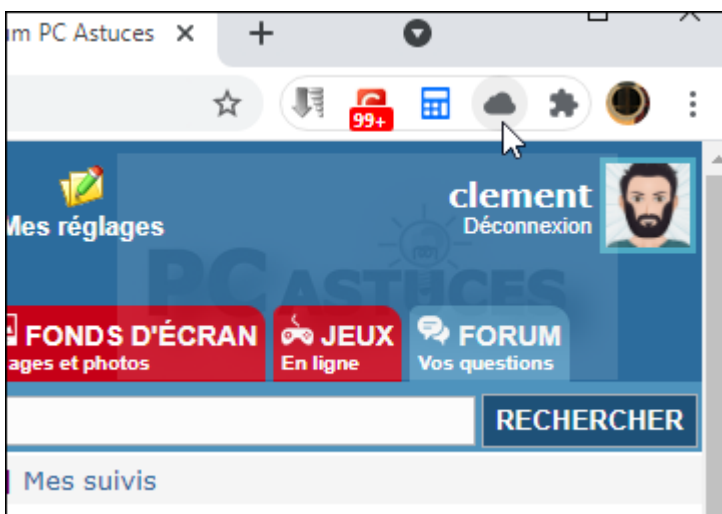 um PC Astuces
99+
clement
Déconnexion
Mes réglages
PC ASTUCES
FONDS D'ÉCRAN
ages et photos
JEUX
En ligne
FORUM
Vos questions
RECHERCHER
Mes suivis